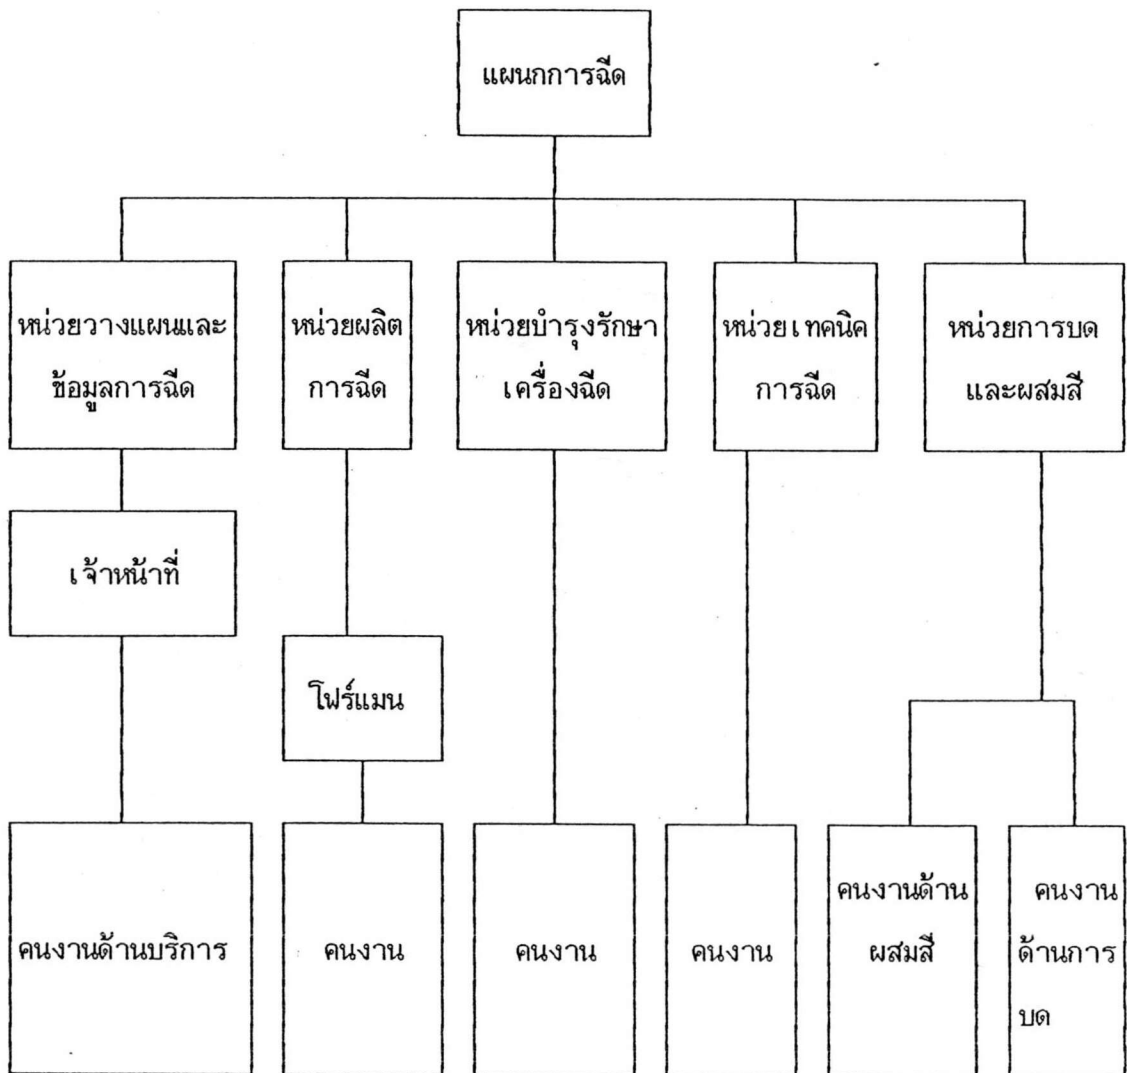 แผนกการฉีด
หน่วยวางแผนและ
ข้อมูลการฉีด
หน่วยผลิต
การฉีด
หน่วยบำรุงรักษา
เครื่องฉีด
หน่วยเทคนิค
การฉีด
หน่วยการบด
และผสมสี
เจ้าหน้าที่
โฟร์แมน
คนงานด้านบริการ
คนงาน
คนงาน
คนงาน
คนงานด้าน
ผสมสี
คนงาน
ด้านการ
บด